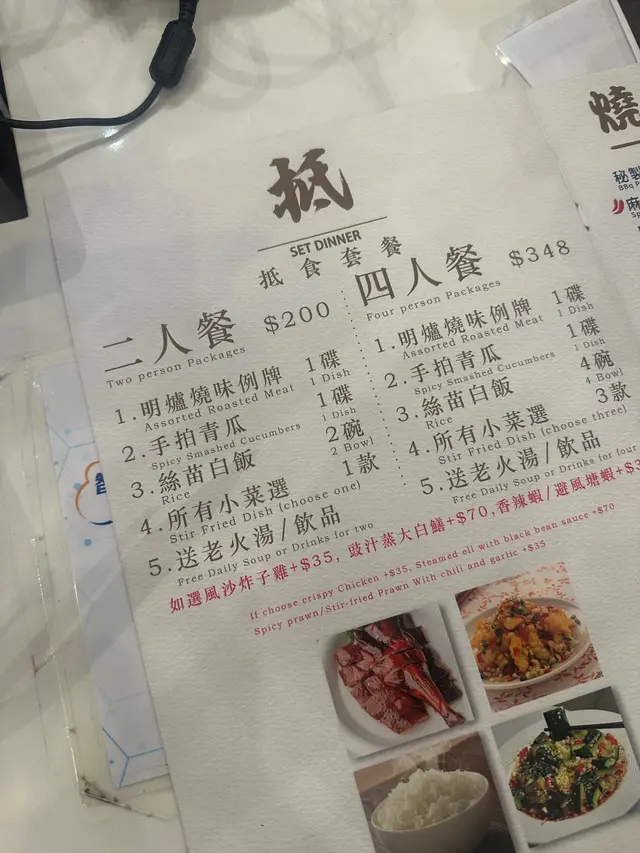 抵
SET DINNER
抵食套餐
二人餐 $200
Two person Packages
1.明爐燒味例牌 1碟
Assorted Roasted Meat 1 Dish
2.手拍青瓜 1碟
Spicy Smashed Cucumbers 1 Dish
3.絲苗白飯 2碗
Rice 2 Bowl
4.所有小菜選 1款
Stir Fried Dish (choose one)
5.送老火湯/飲品
Free Daily Soup or Drinks for two
四人餐 $348
Four person Packages
1.明爐燒味例牌 1碟
Assorted Roasted Meat 1 Dish
2.手拍青瓜 1碟
Spicy Smashed Cucumbers 1 Dish
3.絲苗白飯 4碗
Rice 4 Bowl
4.所有小菜選 3款
Stir Fried Dish (choose three)
5.送老火湯/飲品
Free Daily Soup or Drinks for four
如選風沙炸子雞+$35, 豉汁蒸大白鱔+$70,香辣蝦/避風塘蝦+$3
If choose crispy Chicken +$35, Steamed ell with black bean sauce +$70
Spicy prawn/Stir-fried Prawn With chili and garlic +$35
燒
秘製
BBq P
麻
Sp